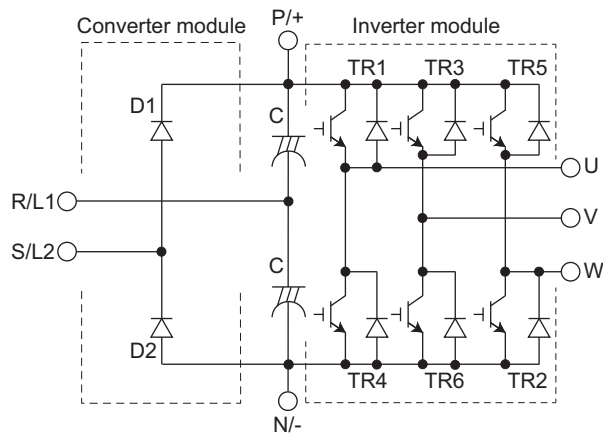 P/+
Converter module
Inverter module
TR1
TR3
TR5
D1
C
R/L1
U
V
S/L2
C
W
D2
TR4
TR6
TR2
N/-